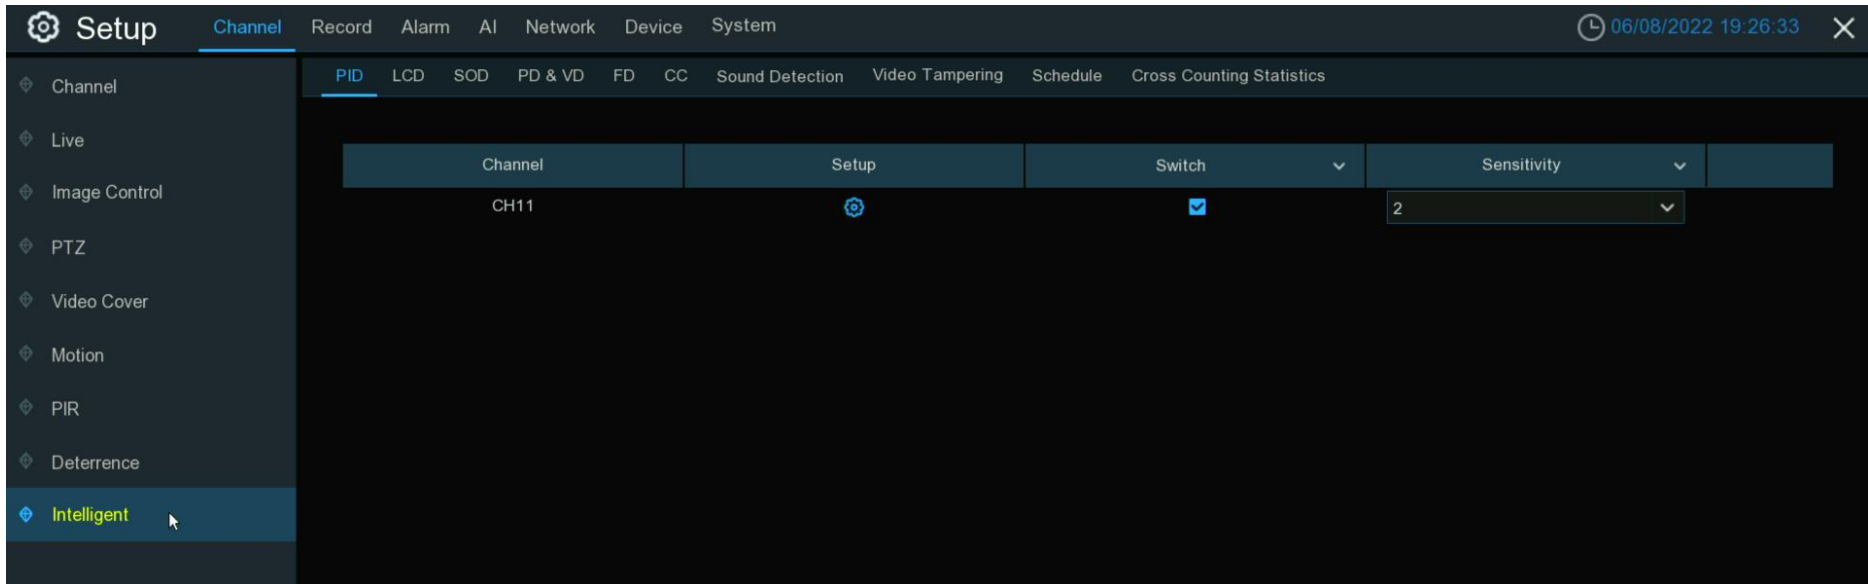 Setup Channel Record Alarm AI Network Device System 06/08/2022 19:26:33
PID LCD SOD PD & VD FD CC Sound Detection Video Tampering Schedule Cross Counting Statistics
Channel
Live
Image Control
PTZ
Video Cover
Motion
PIR
Deterrence
Intelligent
Channel Setup Switch Sensitivity
CH11 2